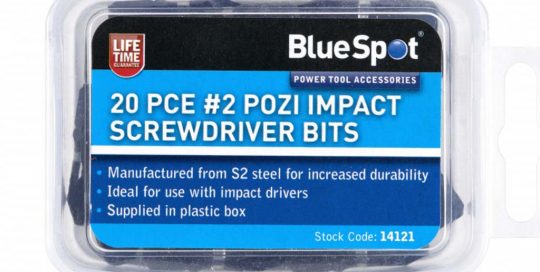 LIFE
TIME
GUARANTEE
BlueSpot®
POWER TOOL ACCESSORIES
20 PCE #2 POZI IMPACT
SCREWDRIVER BITS
• Manufactured from S2 steel for increased durability
• Ideal for use with impact drivers
• Supplied in plastic box
Stock Code: 14121